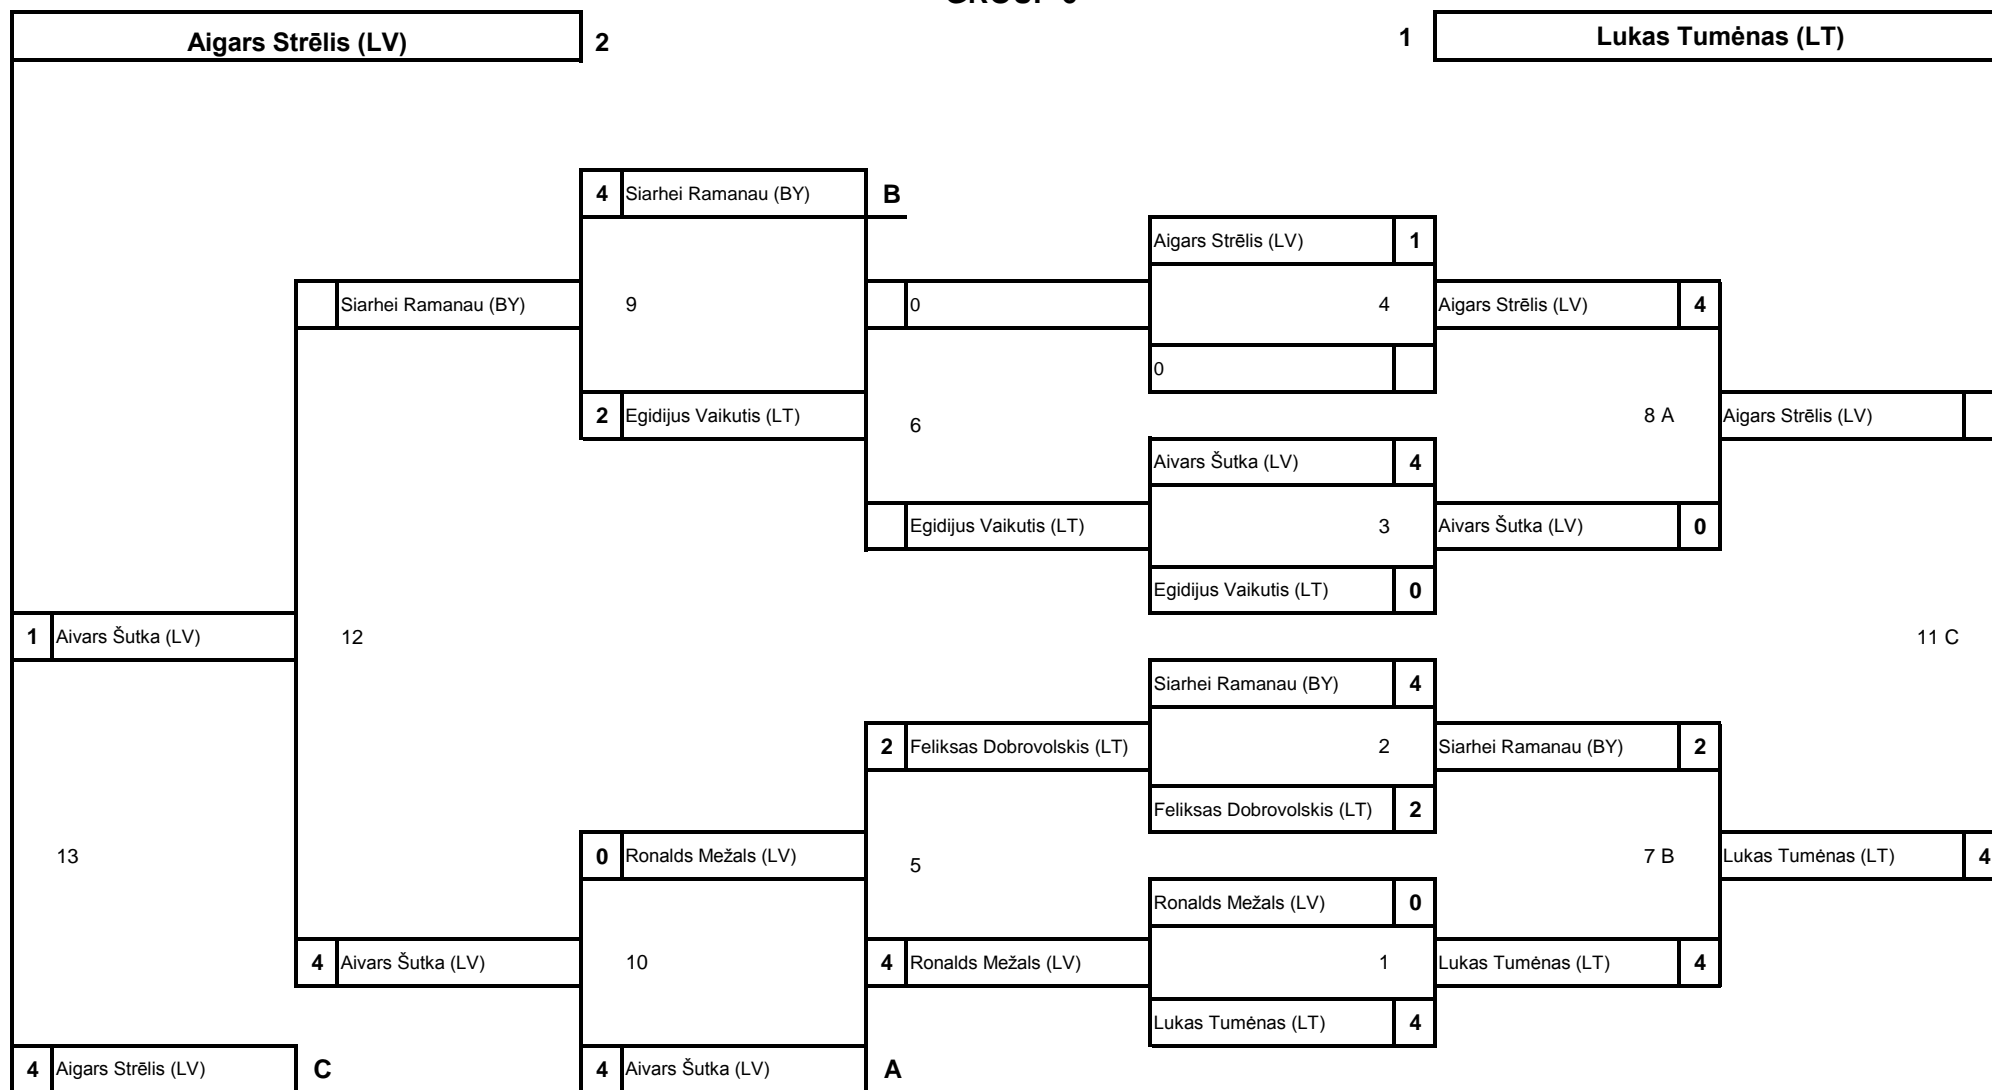 Aigars Strēlis (LV) 2 1 Lukas Tumėnas (LT)
4 Siarhei Ramanau (BY) B
Aigars Strēlis (LV) 1
Siarhei Ramanau (BY) 9 0 4 Aigars Strēlis (LV) 4
0
2 Egidijus Vaikutis (LT) 6 8 A Aigars Strēlis (LV)
Aivars Šutka (LV) 4
Egidijus Vaikutis (LT) 3 Aivars Šutka (LV) 0
Egidijus Vaikutis (LT) 0
1 Aivars Šutka (LV) 12 11 C
Siarhei Ramanau (BY) 4
2 Feliksas Dobrovolskis (LT) 2 Siarhei Ramanau (BY) 2
Feliksas Dobrovolskis (LT) 2
13 0 Ronalds Mežals (LV) 5 7 B Lukas Tumėnas (LT) 4
Ronalds Mežals (LV) 0
4 Aivars Šutka (LV) 10 4 Ronalds Mežals (LV) 1 Lukas Tumėnas (LT) 4
Lukas Tumėnas (LT) 4
4 Aigars Strēlis (LV) C 4 Aivars Šutka (LV) A